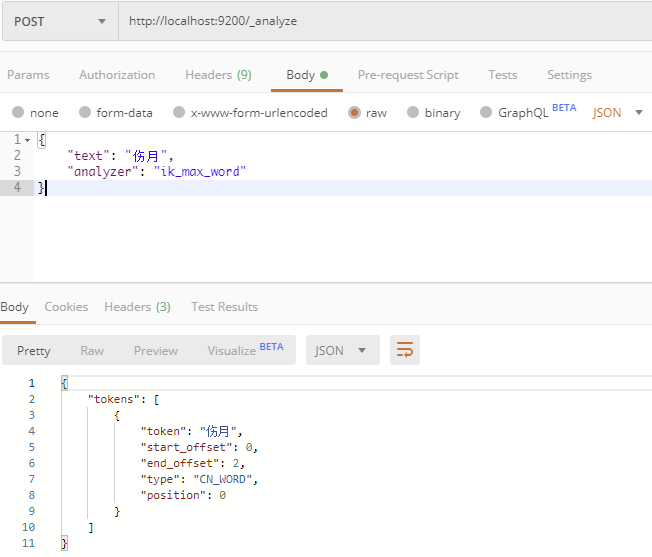 POST http://localhost:9200/_analyze
Params Authorization Headers (9) Body Pre-request Script Tests Settings
none form-data x-www-form-urlencoded raw binary GraphQL BETA JSON
1 {
2 "text": "伤月",
3 "analyzer": "ik_max_word"
4 }
Body Cookies Headers (3) Test Results
Pretty Raw Preview Visualize BETA JSON
1 {
2 "tokens": [
3 {
4 "token": "伤月",
5 "start_offset": 0,
6 "end_offset": 2,
7 "type": "CN_WORD",
8 "position": 0
9 }
10 ]
11 }